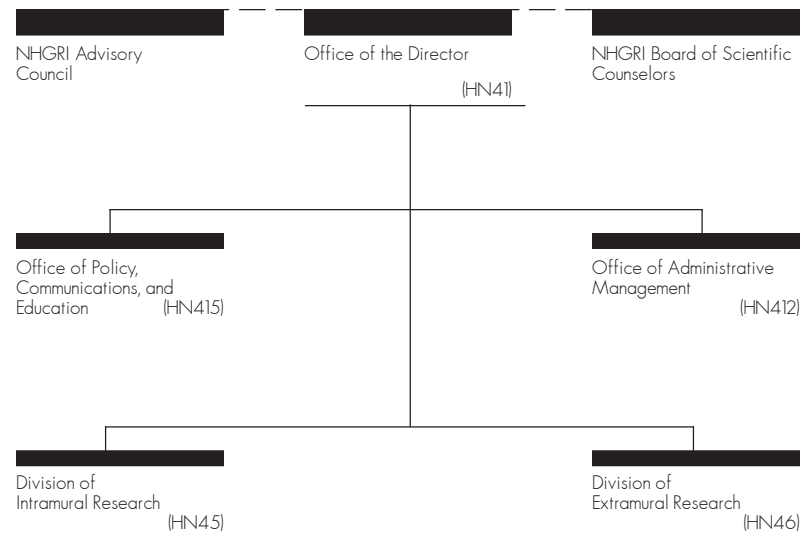 NHGRI Advisory
Council
Office of the Director
(HN41)
NHGRI Board of Scientific
Counselors
Office of Policy,
Communications, and
Education (HN415)
Office of Administrative
Management
(HN412)
Division of
Intramural Research
(HN45)
Division of
Extramural Research
(HN46)